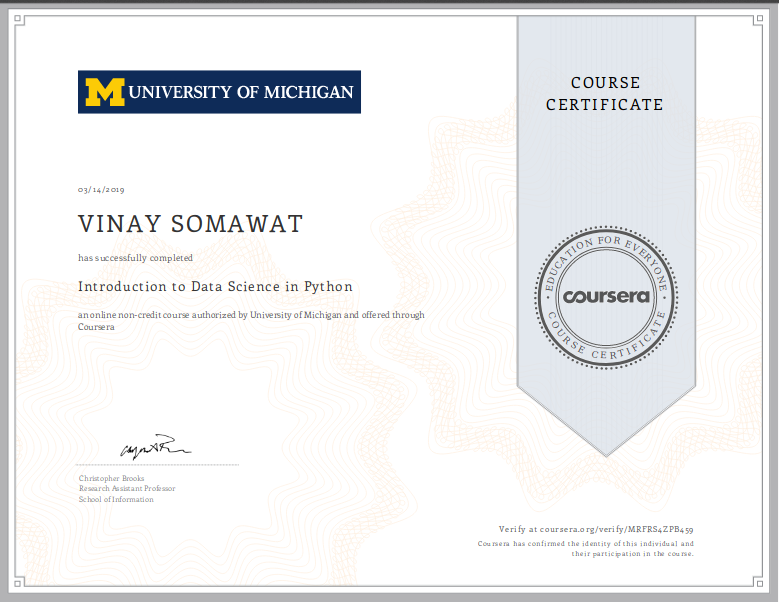 M UNIVERSITY OF MICHIGAN
COURSE
CERTIFICATE
03/14/2019
VINAY SOMAWAT
has successfully completed
Introduction to Data Science in Python
an online non-credit course authorized by University of Michigan and offered through
Coursera
EDUCATION FOR EVERYONE
coursera
COURSE CERTIFICATE
Christopher Brooks
Research Assistant Professor
School of Information
Verify at coursera.org/verify/MRFRS4ZPB459
Coursera has confirmed the identity of this individual and
their participation in the course.